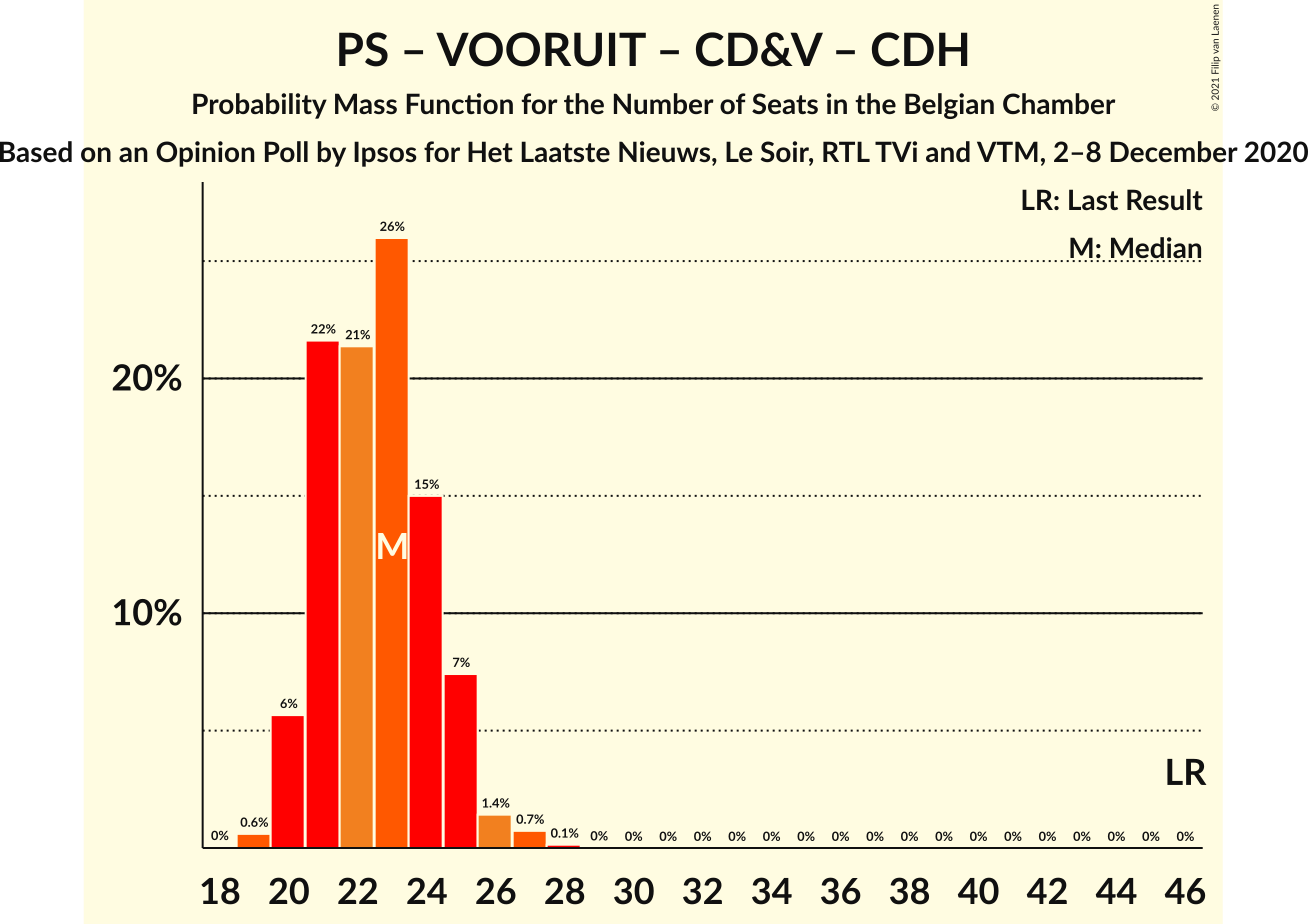 PS – VOORUIT – CD&V – CDH
Probability Mass Function for the Number of Seats in the Belgian Chamber
Based on an Opinion Poll by Ipsos for Het Laatste Nieuws, Le Soir, RTL TVi and VTM, 2–8 December 2020
© 2021 Filip van Laenen
LR: Last Result
M: Median
26%
22% 21%
20%
15%
M
10%
7%
6%
LR
0% 0.6% 1.4% 0.7% 0.1% 0% 0% 0% 0% 0% 0% 0% 0% 0% 0% 0% 0% 0% 0% 0% 0% 0% 0%
18 20 22 24 26 28 30 32 34 36 38 40 42 44 46